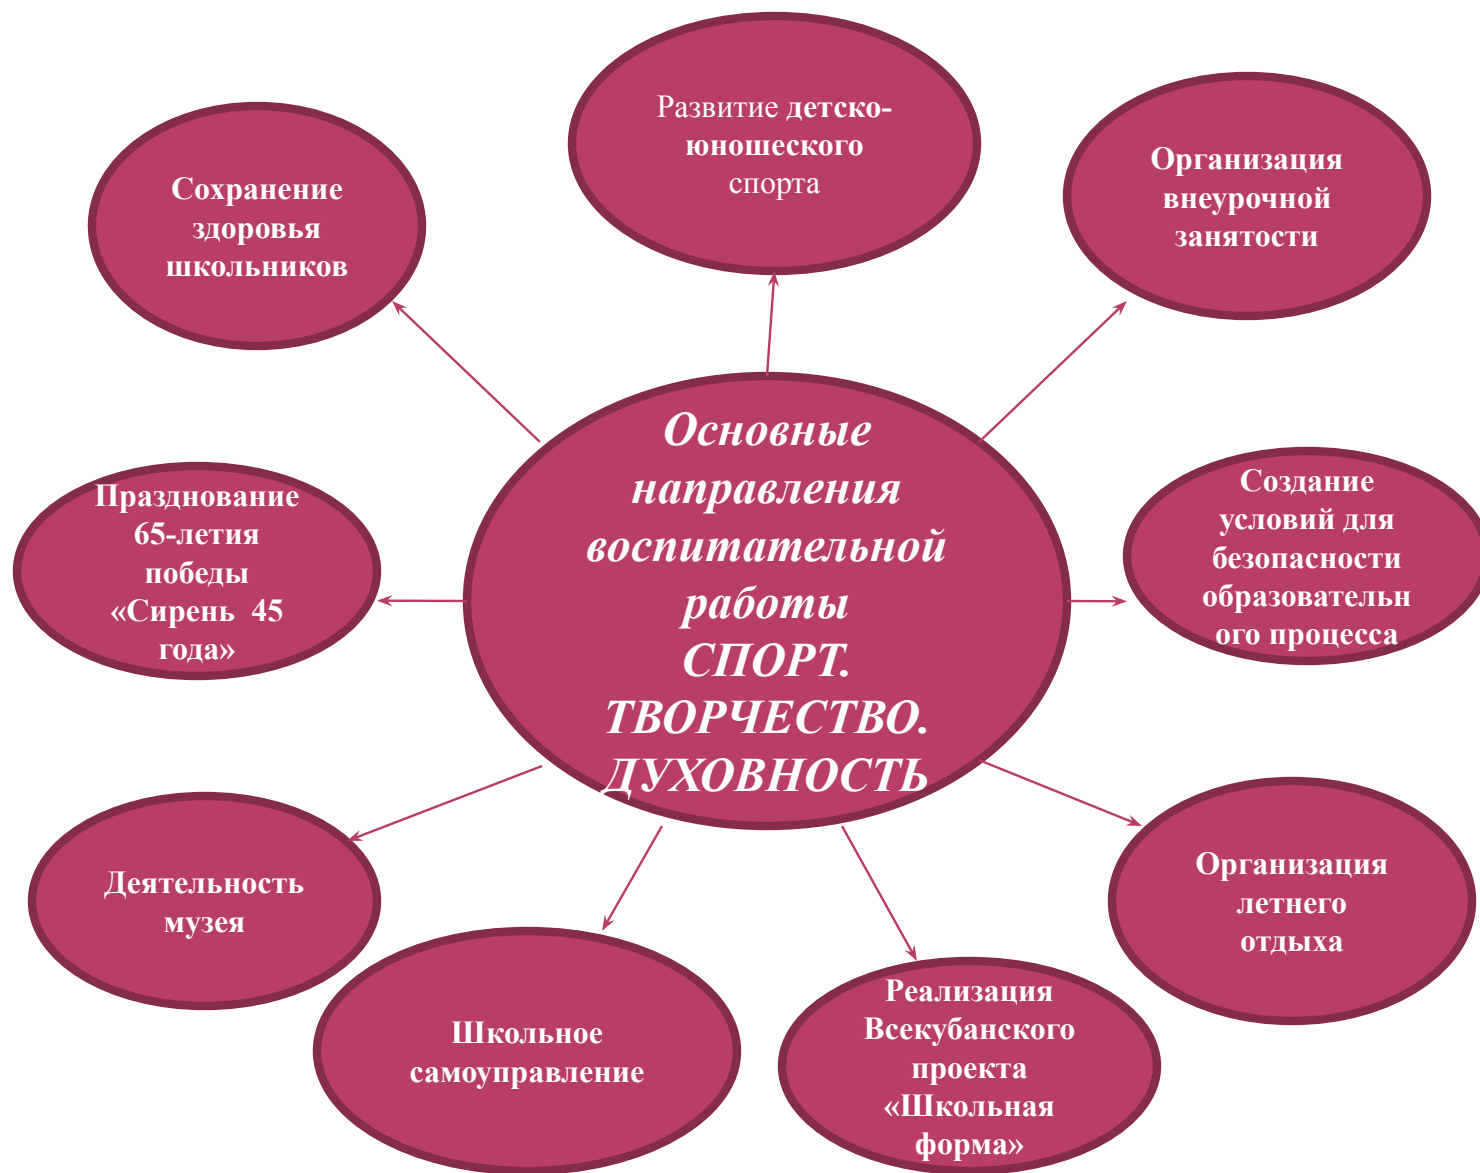 Развитие детско-
юношеского
спорта
Сохранение
здоровья
школьников
Организация
внеурочной
занятости
Основные
направления
воспитательной
работы
СПОРТ.
ТВОРЧЕСТВО.
ДУХОВНОСТЬ
Празднование
65-летия
победы
«Сирень 45
года»
Создание
условий для
безопасности
образовательн
ого процесса
Деятельность
музея
Организация
летнего
отдыха
Школьное
самоуправление
Реализация
Всекубанского
проекта
«Школьная
форма»